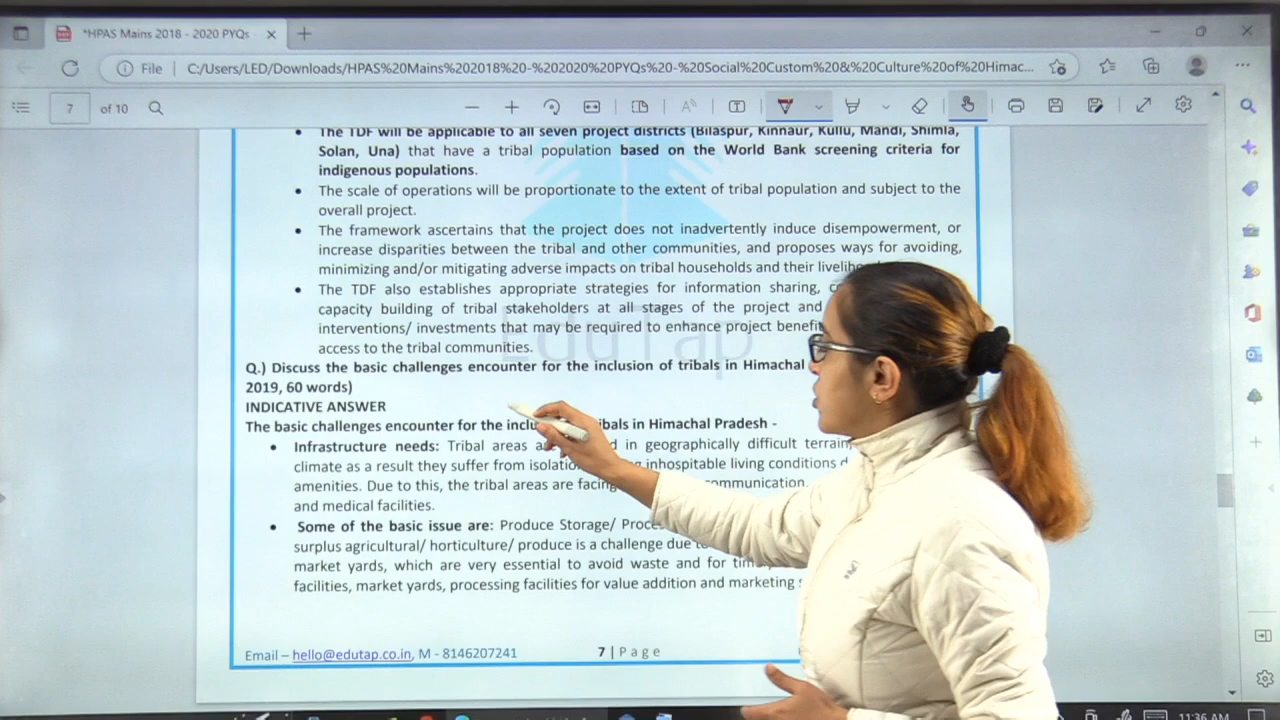 *HPAS Mains 2018 - 2020 PYQs
File
C:/Users/LED/Downloads/HPAS%20Mains%202018%20-%202020%20PYQs%20-%20Social%20Custom%20&%20Culture%20of%20Himac...
7 of 10
The TDF will be applicable to all seven project districts (Bilaspur, Kinnaur, Kullu, Mandi, Shimla,
Solan, Una) that have a tribal population based on the World Bank screening criteria for
indigenous populations.
The scale of operations will be proportionate to the extent of tribal population and subject to the
overall project.
The framework ascertains that the project does not inadvertently induce disempowerment, or
increase disparities between the tribal and other communities, and proposes ways for avoiding,
minimizing and/or mitigating adverse impacts on tribal households and their
The TDF also establishes appropriate strategies for information sharing,
capacity building of tribal stakeholders at all stages of the project and
interventions/ investments that may be required to enhance project
access to the tribal communities.
EduTap
Q.) Discuss the basic challenges encounter for the inclusion of tribals in Himachal
2019, 60 words)
INDICATIVE ANSWER
The basic challenges encounter for the in Himachal Pradesh -
Infrastructure needs: Tribal areas in geographically difficult terrain,
climate as a result they suffer from inhospitable living conditions
amenities. Due to this, the tribal areas are
and medical facilities.
Some of the basic issue are: Produce Storage/
surplus agricultural/ horticulture/ produce is a challenge due
market yards, which are very essential to avoid waste and for
facilities, market yards, processing facilities for value addition and marketing
Email – hello@edutap.co.in, M - 8146207241
7 | P a g e
11:36 AM